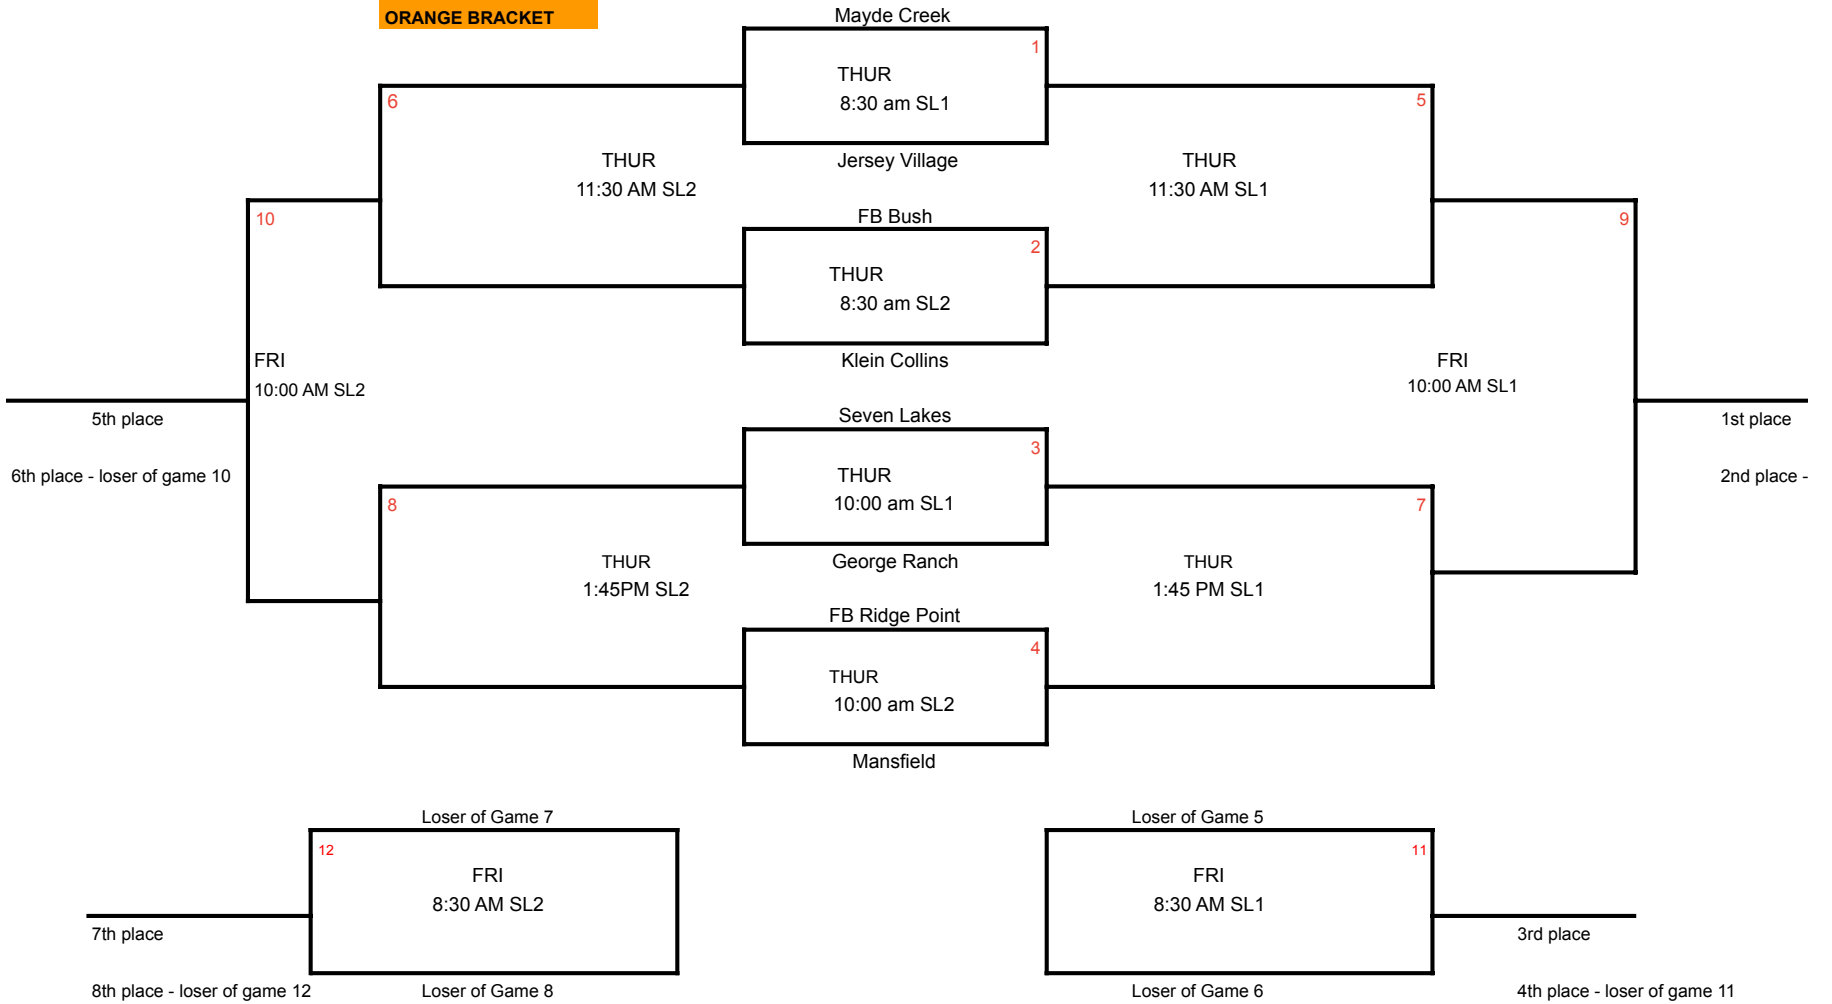 ORANGE BRACKET
Mayde Creek
1
THUR
8:30 am SL1
6
5
Jersey Village
THUR
11:30 AM SL2
THUR
11:30 AM SL1
FB Bush
10
9
2
THUR
8:30 am SL2
Klein Collins
FRI
10:00 AM SL2
FRI
10:00 AM SL1
5th place
Seven Lakes
1st place
3
6th place - loser of game 10
THUR
10:00 am SL1
2nd place -
8
7
George Ranch
THUR
1:45PM SL2
THUR
1:45 PM SL1
FB Ridge Point
4
THUR
10:00 am SL2
Mansfield
Loser of Game 7
12
FRI
8:30 AM SL2
7th place
8th place - loser of game 12
Loser of Game 8
Loser of Game 5
11
FRI
8:30 AM SL1
3rd place
Loser of Game 6
4th place - loser of game 11